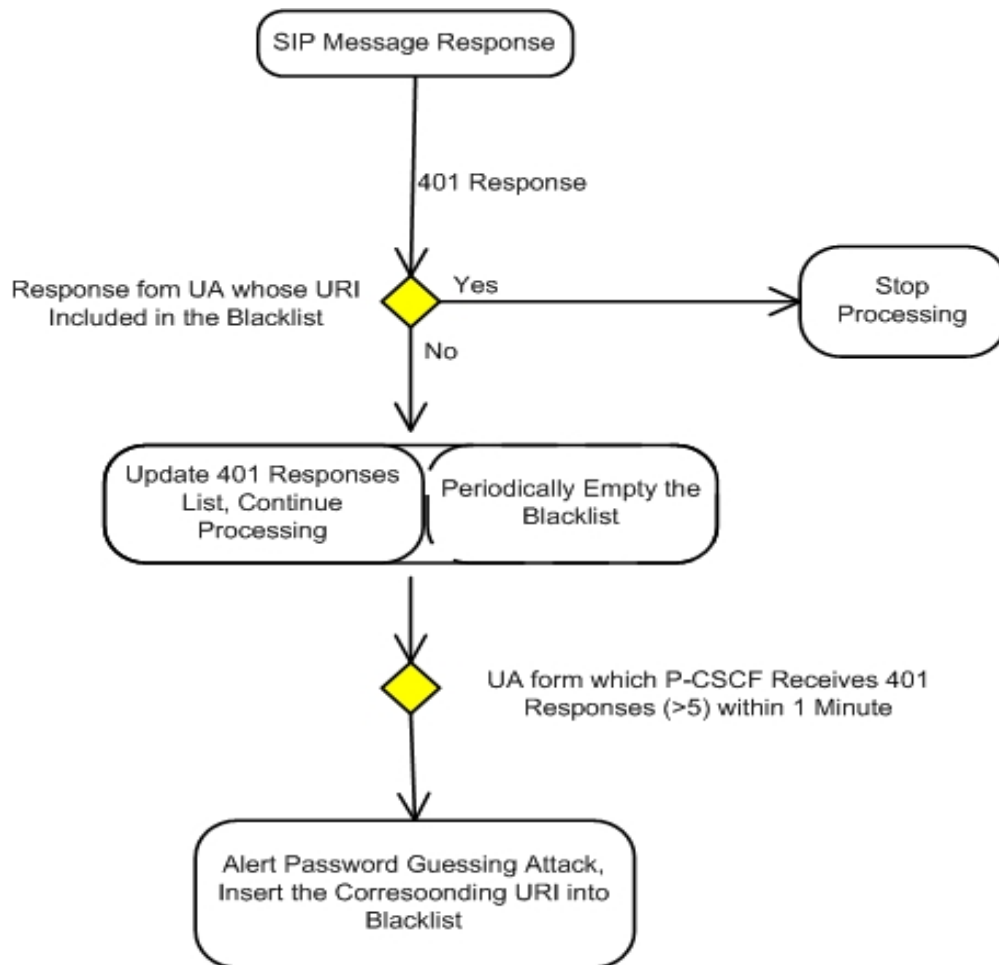 SIP Message Response
401 Response
Response fom UA whose URI
Included in the Blacklist
Yes
Stop
Processing
No
Update 401 Responses
List, Continue
Processing
Periodically Empty the
Blacklist
UA form which P-CSCF Receives 401
Responses (>5) within 1 Minute
Alert Password Guessing Attack,
Insert the Corresoonding URI into
Blacklist